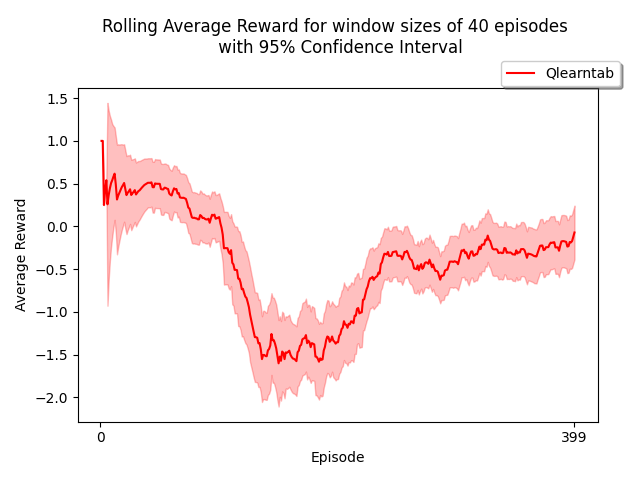 Rolling Average Reward for window sizes of 40 episodes
with 95% Confidence Interval
Qlearntab
1.5
1.0
0.5
0.0
−0.5
−1.0
−1.5
−2.0
Average Reward
0
399
Episode